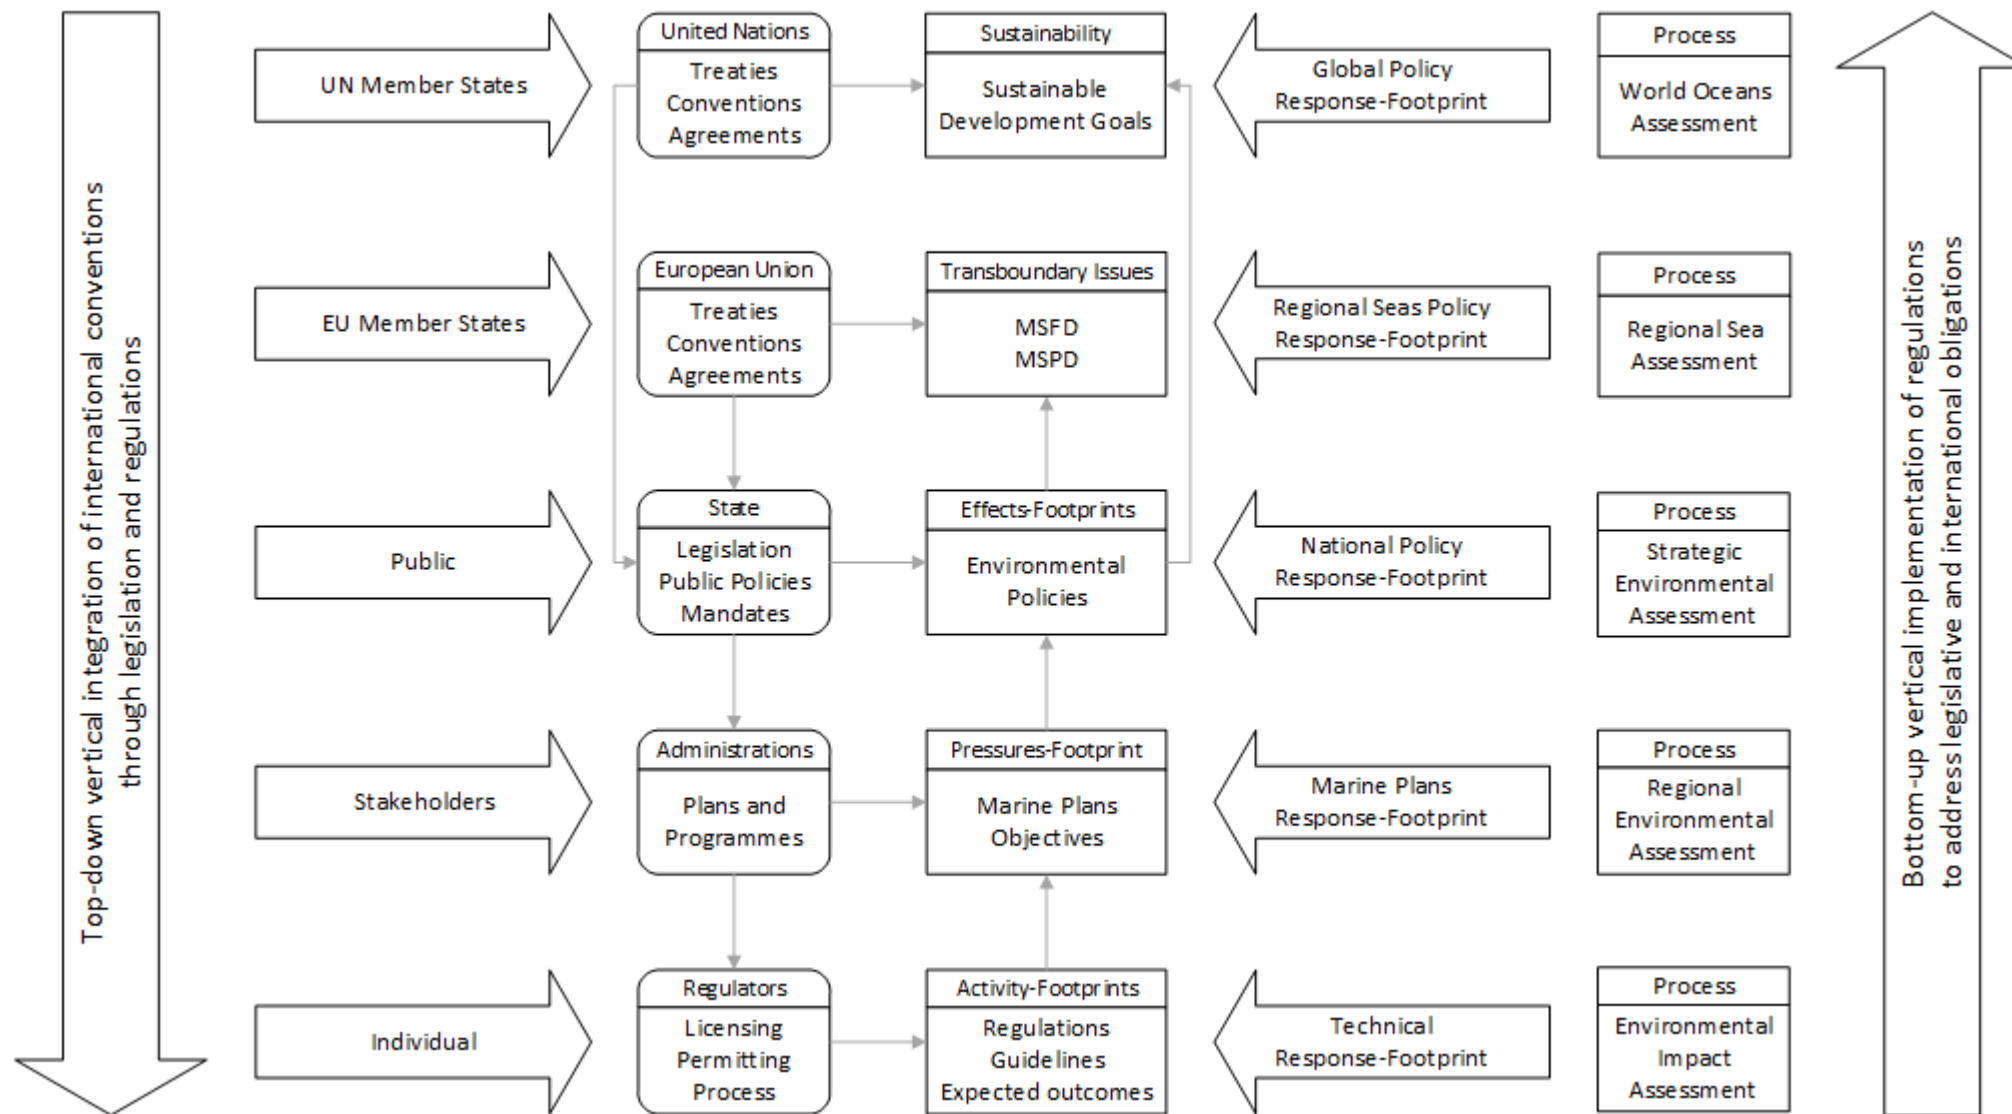 Top-down vertical integration of international conventions
through legislation and regulations
UN Member States
United Nations
Treaties
Conventions
Agreements
Sustainability
Sustainable
Development Goals
Global Policy
Response-Footprint
Process
World Oceans
Assessment
EU Member States
European Union
Treaties
Conventions
Agreements
Transboundary Issues
MSFD
MSPD
Regional Seas Policy
Response-Footprint
Process
Regional Sea
Assessment
Public
State
Legislation
Public Policies
Mandates
Effects-Footprints
Environmental
Policies
National Policy
Response-Footprint
Process
Strategic
Environmental
Assessment
Stakeholders
Administrations
Plans and
Programmes
Pressures-Footprint
Marine Plans
Objectives
Marine Plans
Response-Footprint
Process
Regional
Environmental
Assessment
Individual
Regulators
Licensing
Permitting
Process
Activity-Footprints
Regulations
Guidelines
Expected outcomes
Technical
Response-Footprint
Process
Environmental
Impact
Assessment
Bottom-up vertical implementation of regulations
to address legislative and international obligations